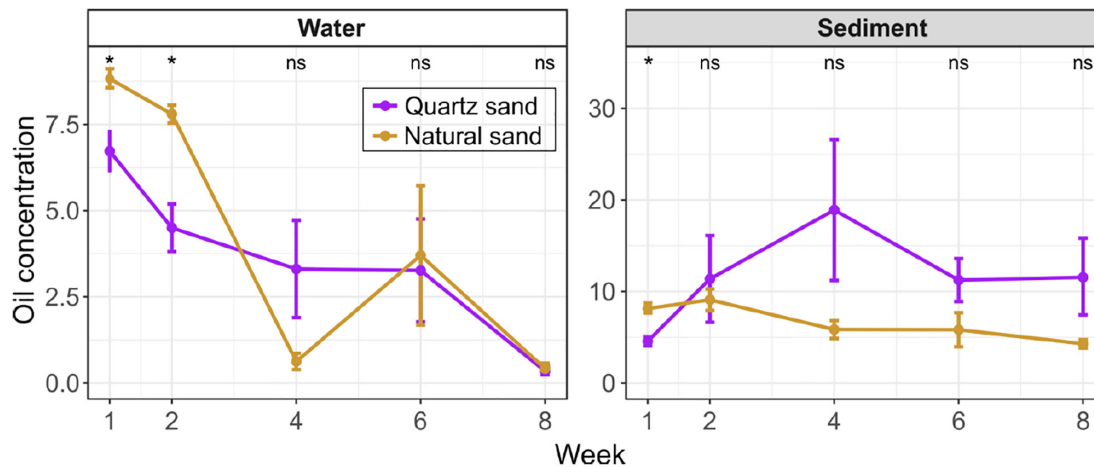 Water
Sediment
* * ns ns ns
* ns ns ns ns
Quartz sand
Natural sand
Oil concentration
7.5
5.0
2.5
0.0
30
20
10
0
1 2 4 6 8
1 2 4 6 8
Week